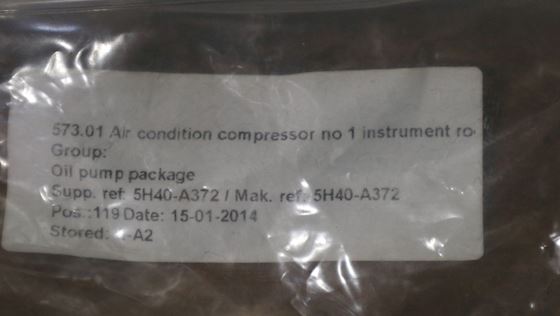 573.01 Air condition compressor no 1 instrument ro
Group:
Oil pump package
Supp. ref: 5H40-A372 / Mak. ref: 5H40-A372
Pos.:119 Date: 15-01-2014
Stored: -A2